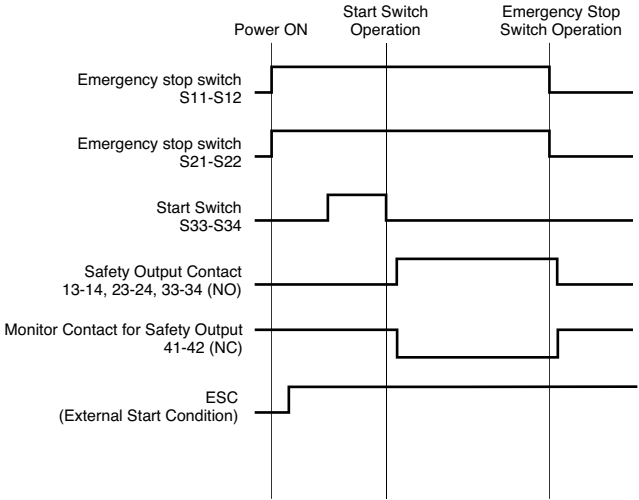 Power ON
Start Switch
Operation
Emergency Stop
Switch Operation
Emergency stop switch
S11-S12
Emergency stop switch
S21-S22
Start Switch
S33-S34
Safety Output Contact
13-14, 23-24, 33-34 (NO)
Monitor Contact for Safety Output
41-42 (NC)
ESC
(External Start Condition)